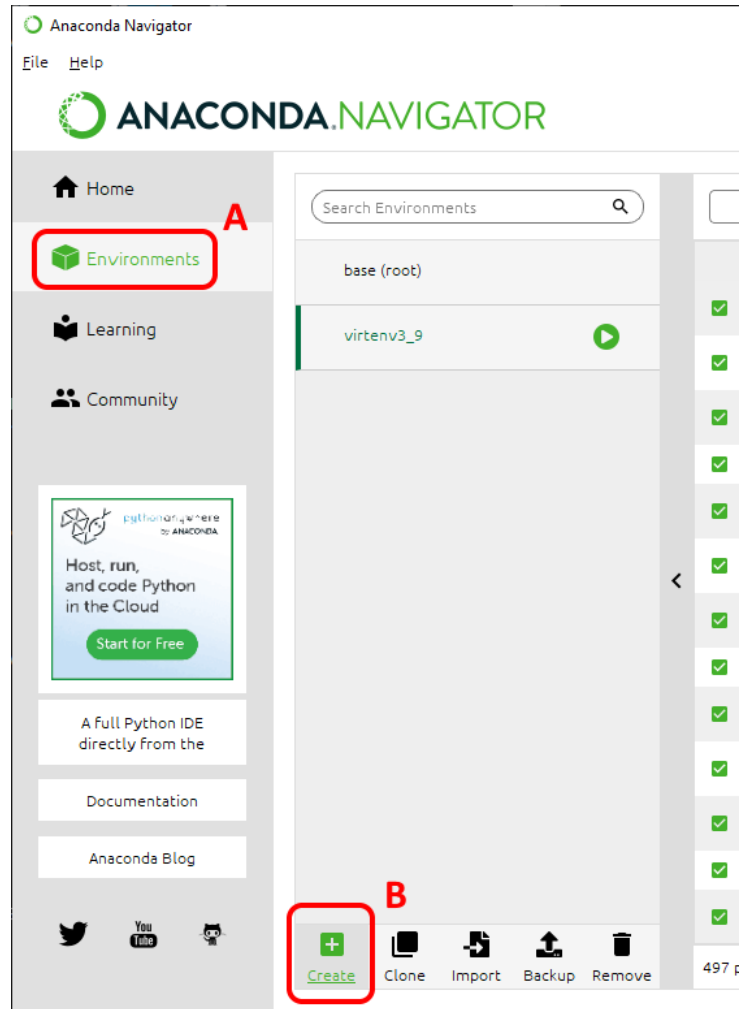 Anaconda Navigator
File Help
ANACONDA.NAVIGATOR
Home
A
Environments
Learning
Community
pythonanywhere
by ANACONDA
Host, run,
and code Python
in the Cloud
Start for Free
A full Python IDE
directly from the
Documentation
Anaconda Blog
You
Tube
Search Environments
base (root)
virtenv3_9
B
Create Clone Import Backup Remove
497 p